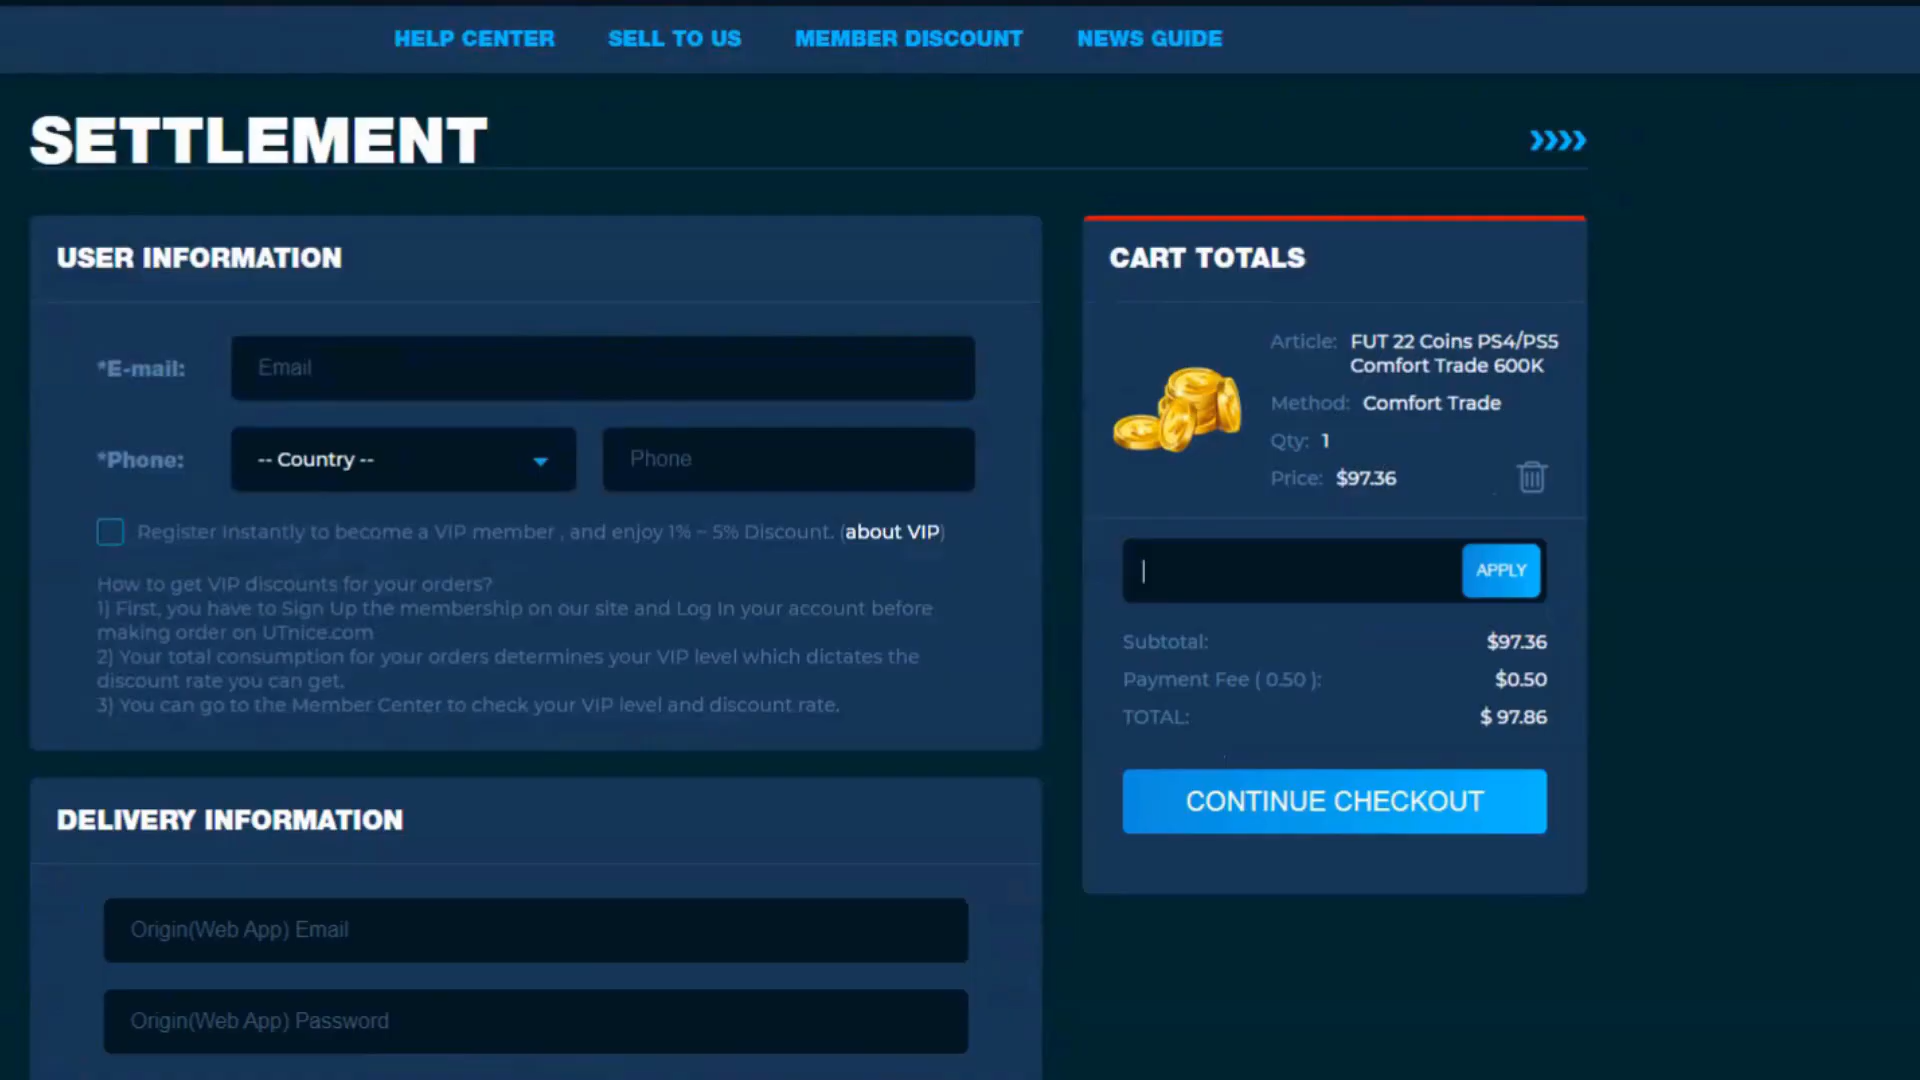 HELP CENTER SELL TO US MEMBER DISCOUNT NEWS GUIDE
SETTLEMENT
USER INFORMATION
*E-mail: Email
*Phone: -- Country -- Phone
Register Instantly to become a VIP member , and enjoy 1% ~ 5% Discount. (about VIP)
How to get VIP discounts for your orders?
1) First, you have to Sign Up the membership on our site and Log In your account before
making order on UTnice.com
2) Your total consumption for your orders determines your VIP level which dictates the
discount rate you can get.
3) You can go to the Member Center to check your VIP level and discount rate.
DELIVERY INFORMATION
Origin(Web App) Email
Origin(Web App) Password
CART TOTALS
Article: FUT 22 Coins PS4/PS5
Comfort Trade 600K
Method: Comfort Trade
Qty: 1
Price: $97.36
APPLY
Subtotal: $97.36
Payment Fee ( 0.50 ): $0.50
TOTAL: $ 97.86
CONTINUE CHECKOUT